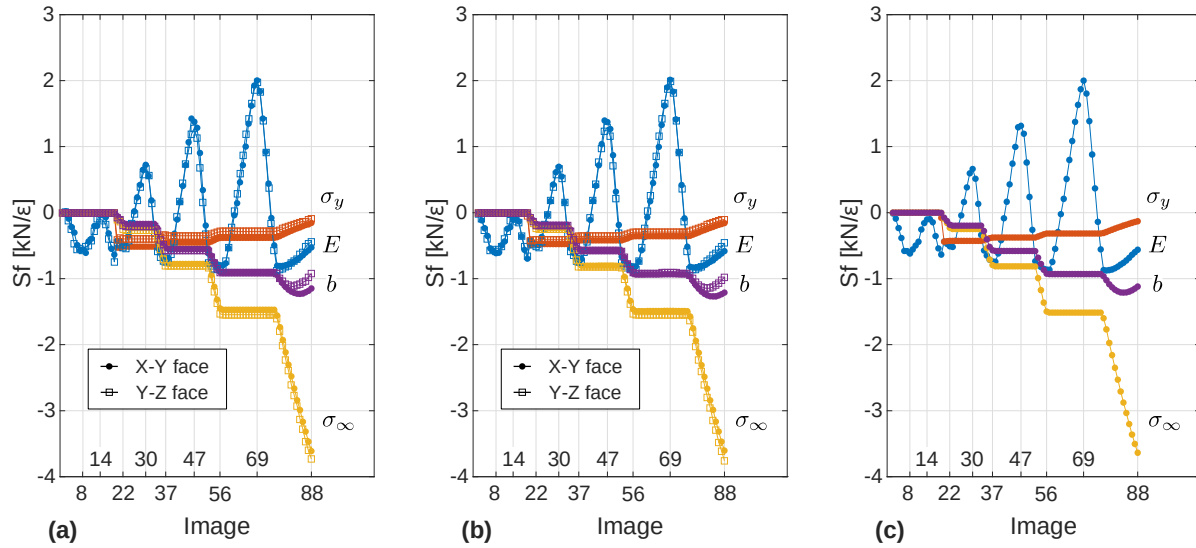 4
3
2
1
0
-1
-2
-3
-4
Sf [kN/ε]
σy
E
b
σ∞
X-Y face
Y-Z face
14 30 47 69
8 22 37 56 88
(a) Image
4
3
2
1
0
-1
-2
-3
-4
Sf [kN/ε]
σy
E
b
σ∞
X-Y face
Y-Z face
14 30 47 69
8 22 37 56 88
(b) Image
4
3
2
1
0
-1
-2
-3
-4
Sf [kN/ε]
σy
E
b
σ∞
14 30 47 69
8 22 37 56 88
(c) Image